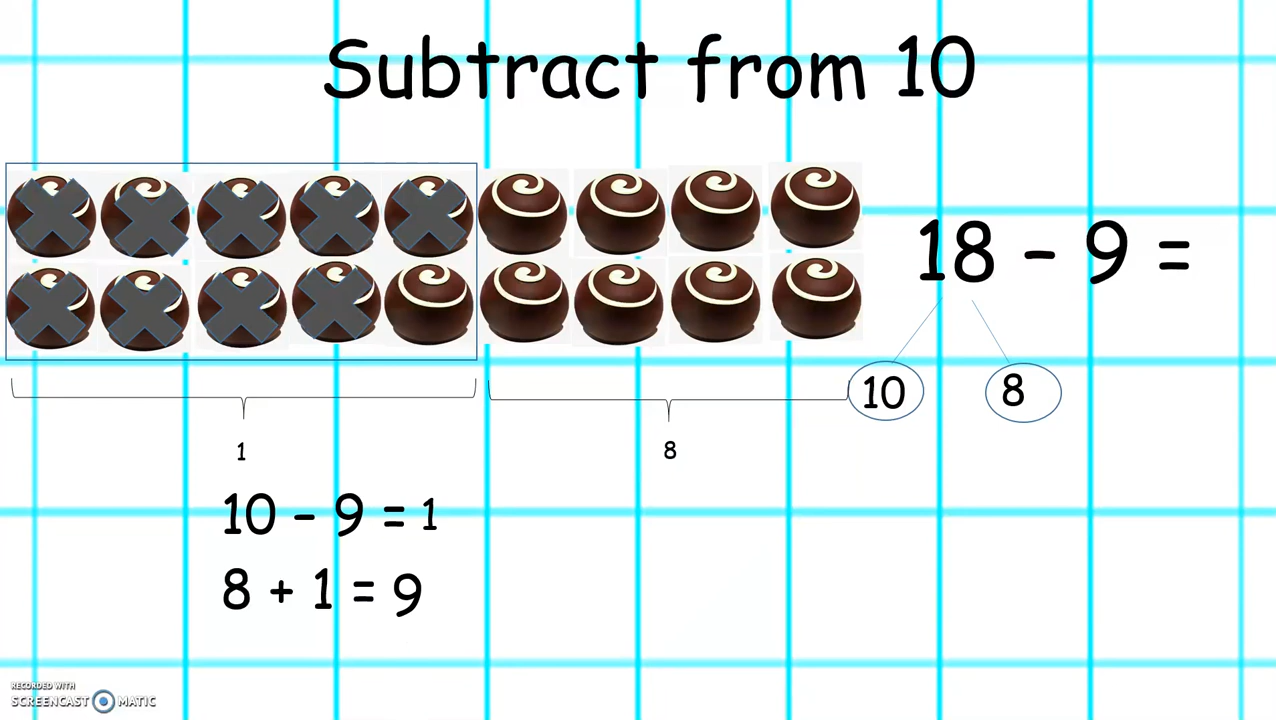 Subtract from 10
18 - 9 =
10 8
1 8
10 - 9 = 1
8 + 1 = 9
RECORDED WITH
SCREENCAST MATIC